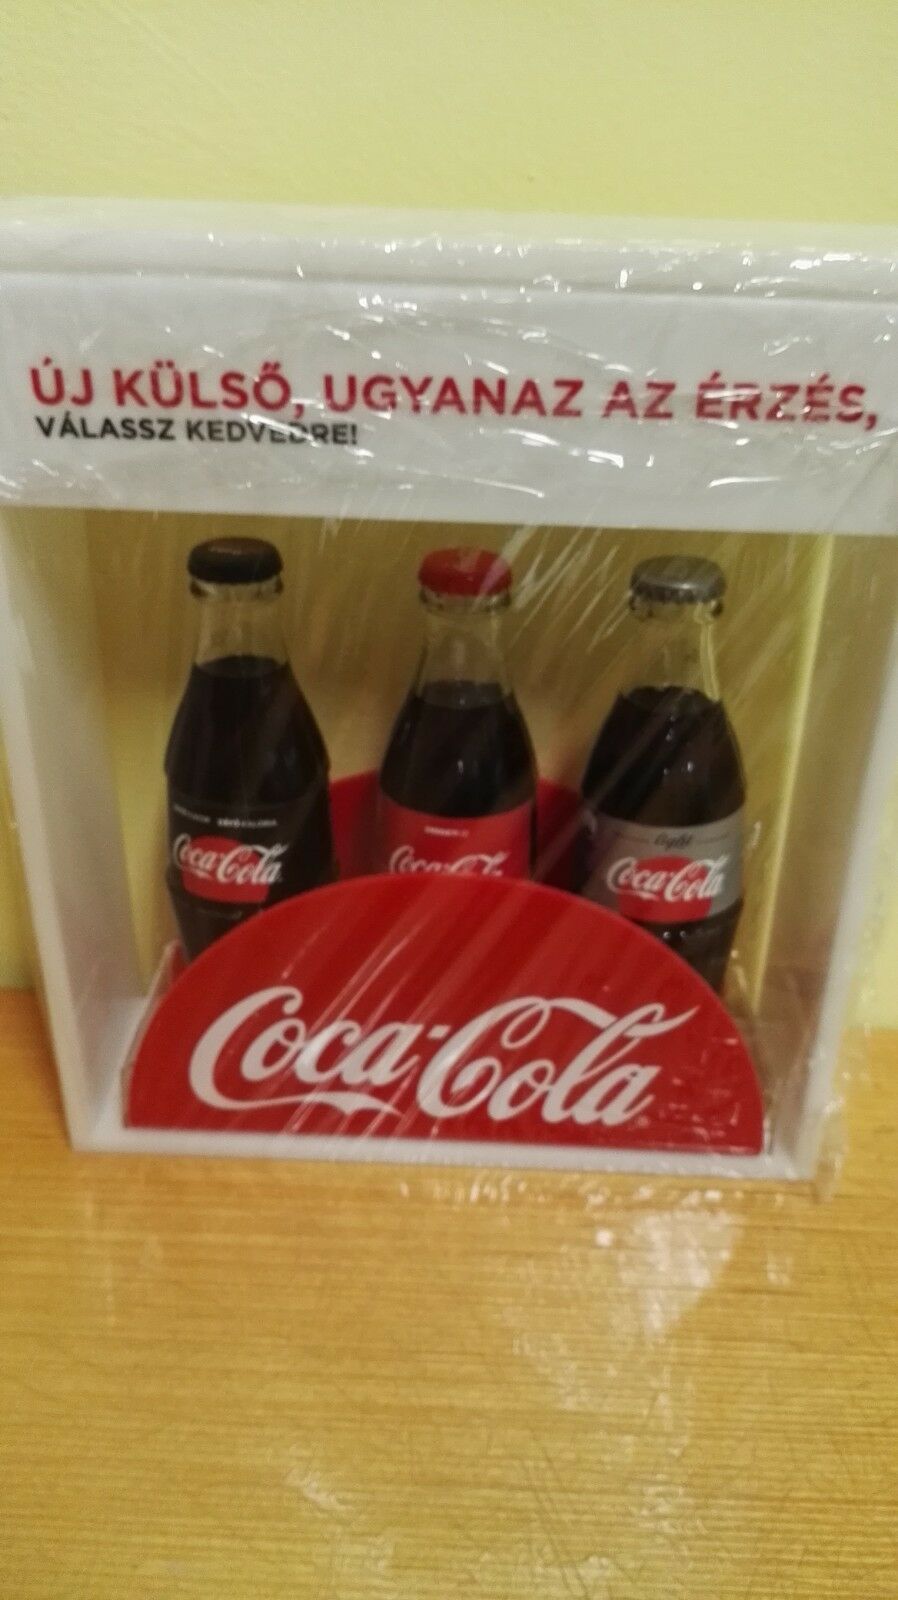 ÚJ KÜLSŐ, UGYANAZ AZ ÉRZÉS,
VÁLASSZ KEDVEDRE!
Coca-Cola
Coca-Cola
light
Coca-Cola
Coca-Cola